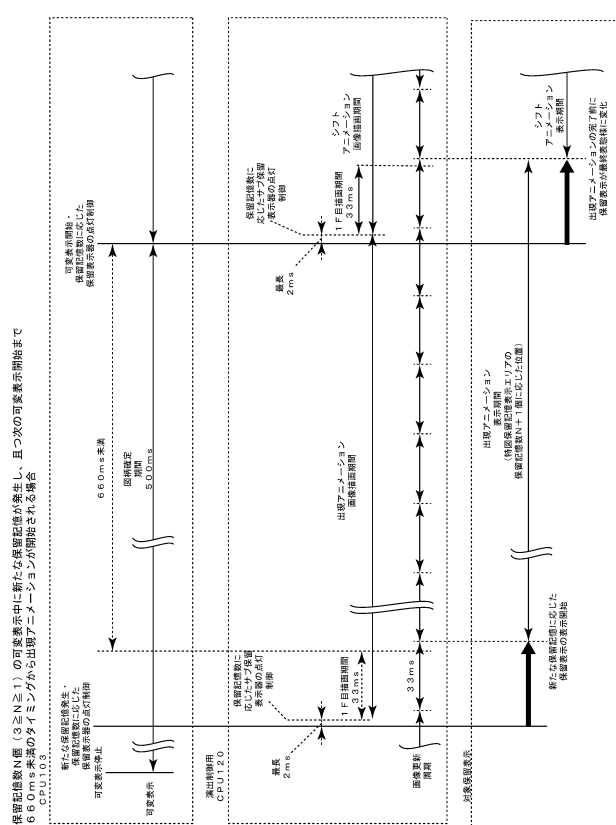 保留記憶数N個（３≧N≧１）の可変表示中に新たな保留記憶が発生し、且つ次の可変表示開始まで
６６０ｍｓ未満のタイミングから出現アニメーションが開始される場合
ＣＰＵ１０３
新たな保留記憶発生・
保留記憶数に応じた
保留表示器の点灯制御
可変表示停止
可変表示
６６０ｍｓ未満
図柄確定
期間
５００ｍｓ
可変表示開始・
保留記憶数に応じた
保留表示器の点灯制御
演出制御用
ＣＰＵ１２０
最長
２ｍｓ
保留記憶数に
応じたサブ保留
表示器の点灯
制御
１Ｆ目描画期間
３３ｍｓ
画像更新
周期
３３ｍｓ
出現アニメーション
画像描画期間
最長
２ｍｓ
保留記憶数に
応じたサブ保留
表示器の点灯
制御
１Ｆ目描画期間
３３ｍｓ
シフト
アニメーション
画像描画期間
対象保留表示
新たな保留記憶に応じた
保留表示の表示開始
出現アニメーション
表示期間
（特図保留記憶表示エリアの
保留記憶数Ｎ＋１個に応じた位置）
シフト
アニメーション
表示期間
出現アニメーションの完了前に
保留表示が最終表態様に変化